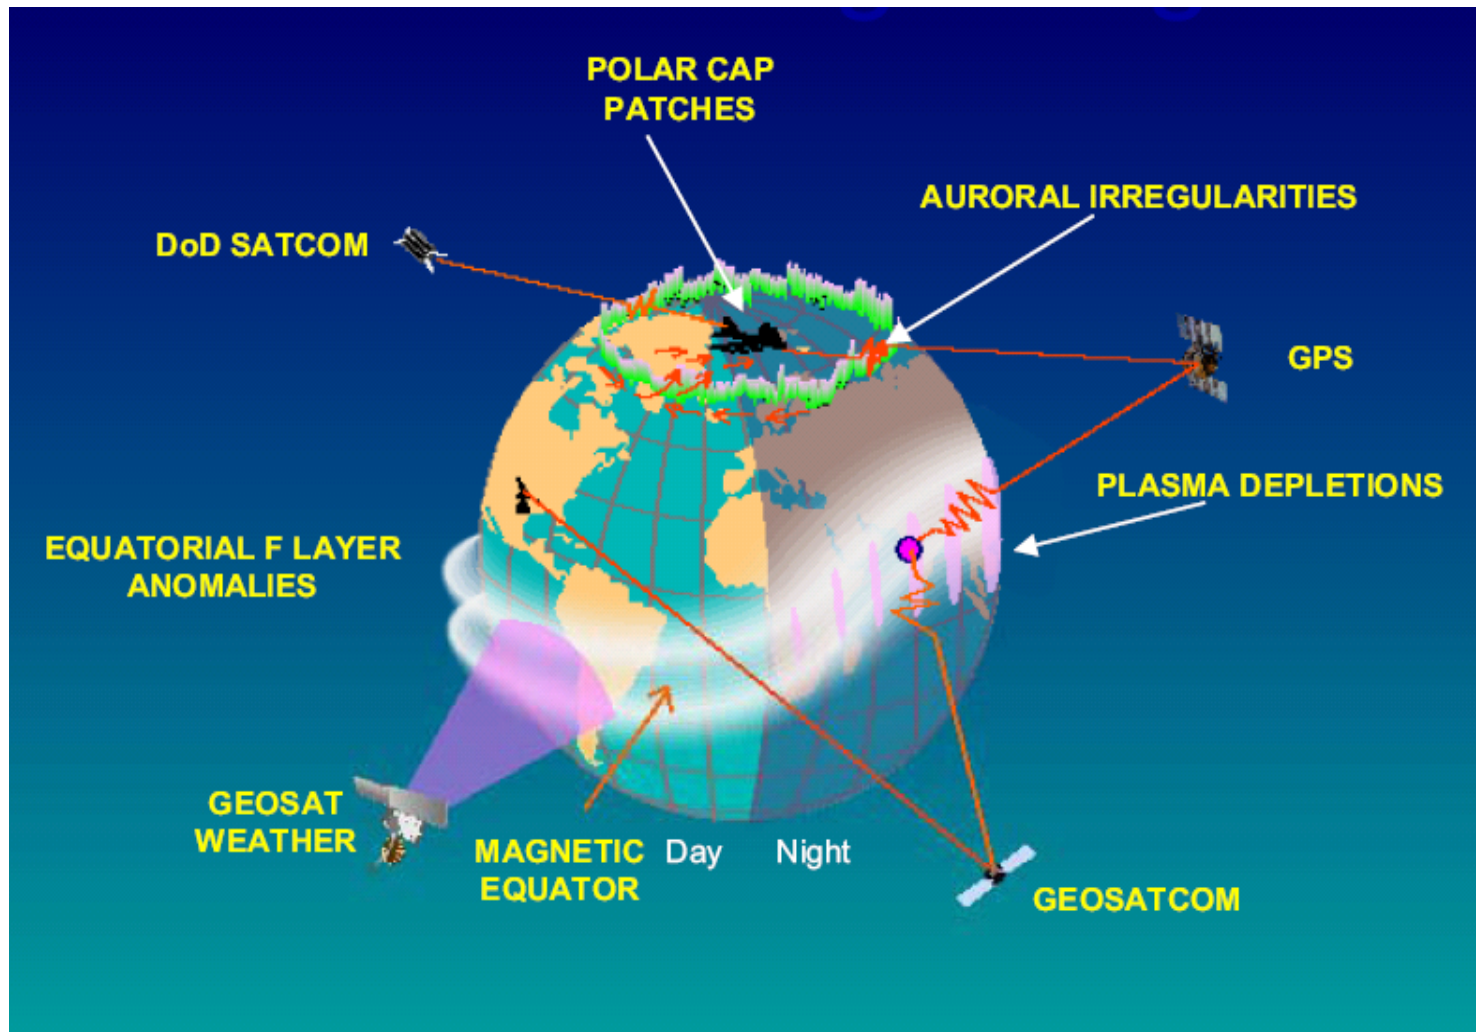 POLAR CAP
PATCHES
AURORAL IRREGULARITIES
DoD SATCOM
GPS
PLASMA DEPLETIONS
EQUATORIAL F LAYER
ANOMALIES
GEOSAT
WEATHER
MAGNETIC
EQUATOR
Day
Night
GEOSATCOM